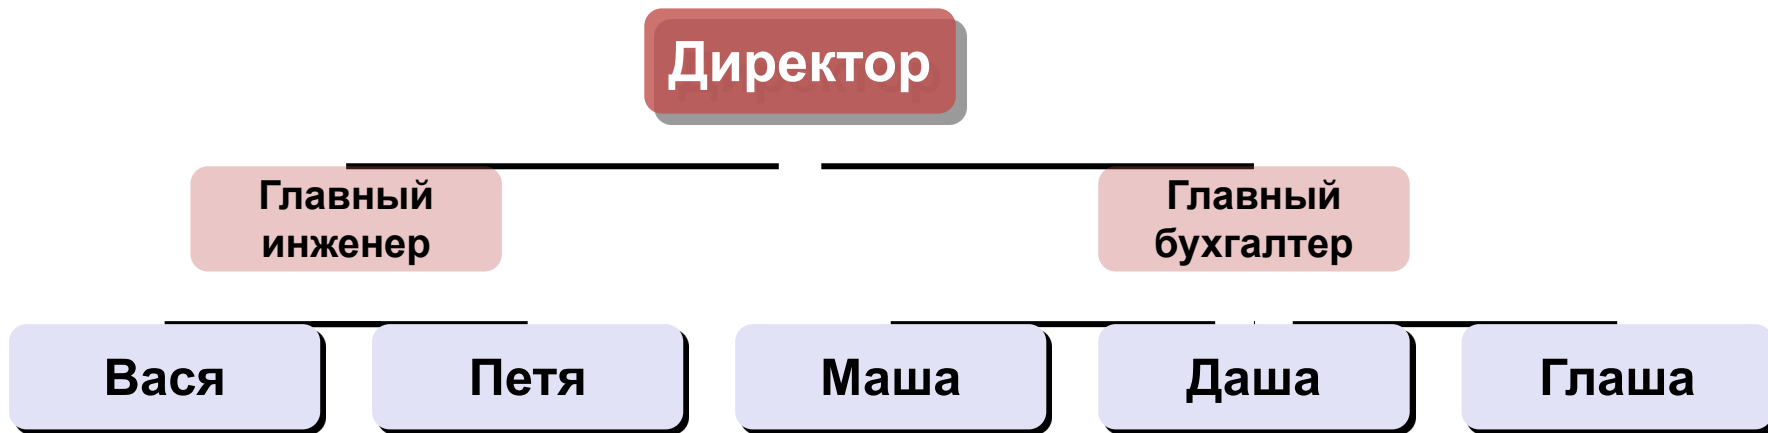 Директор
Главный
инженер
Главный
бухгалтер
Вася
Петя
Маша
Даша
Глаша